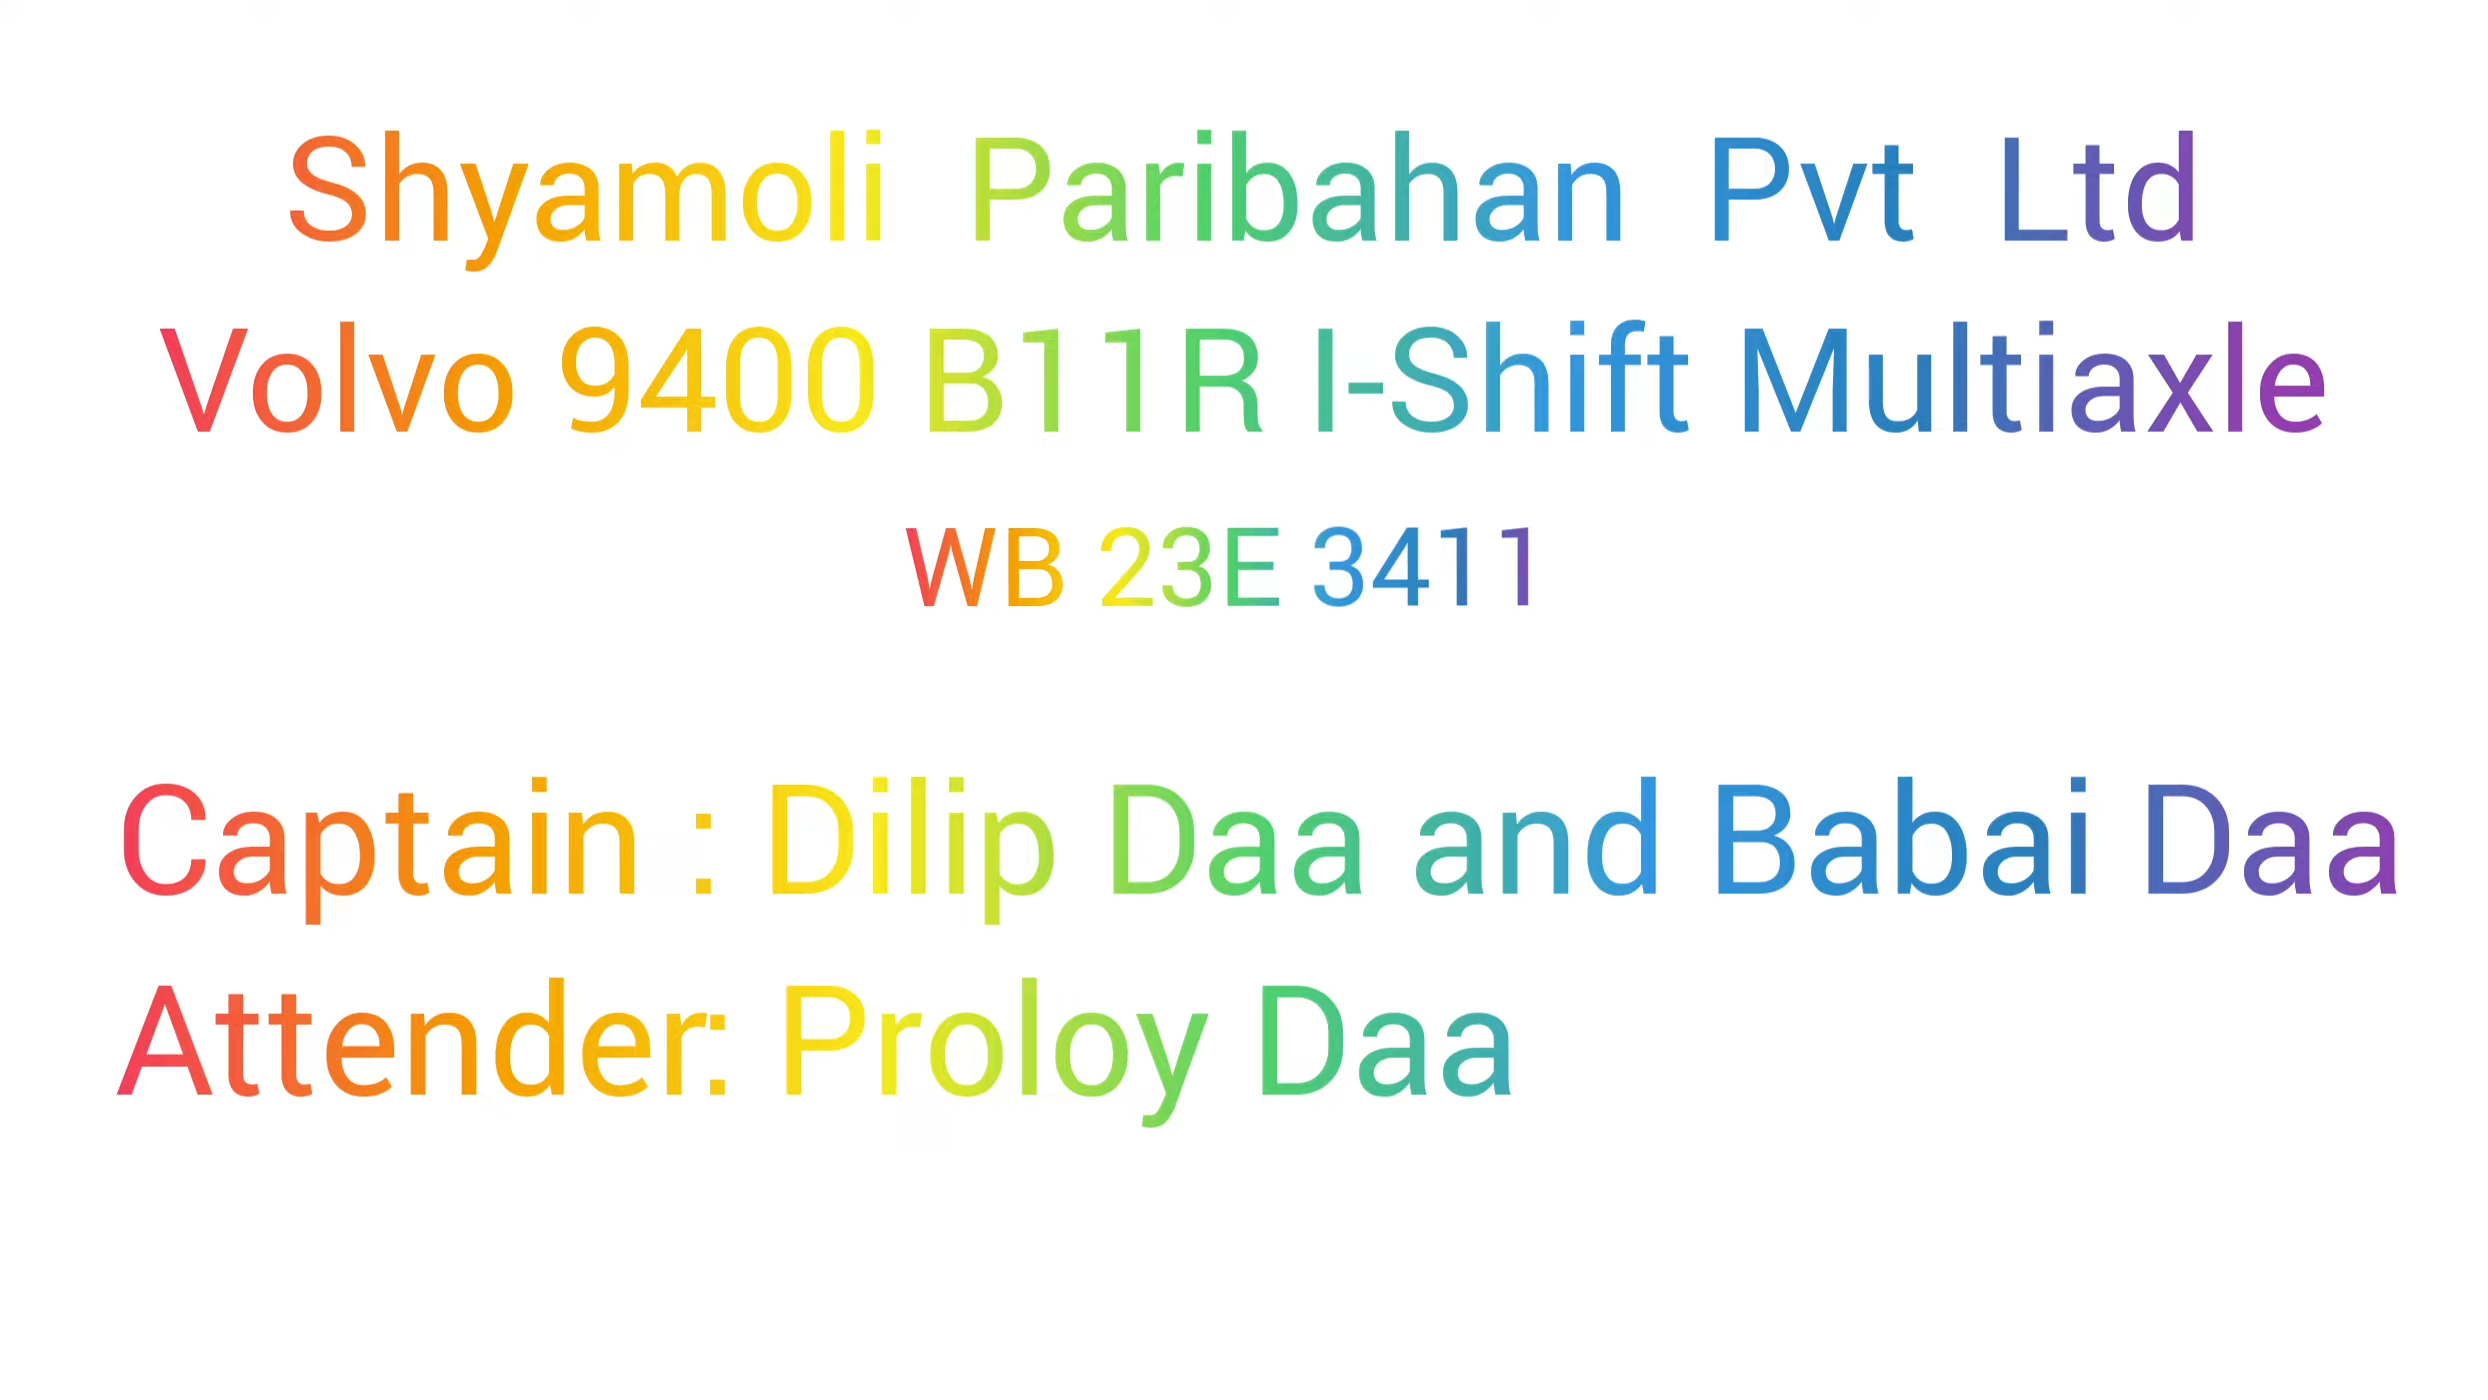 Shyamoli Paribahan Pvt Ltd
Volvo 9400 B11R I-Shift Multiaxle
WB 23E 3411
Captain : Dilip Daa and Babai Daa
Attender: Proloy Daa